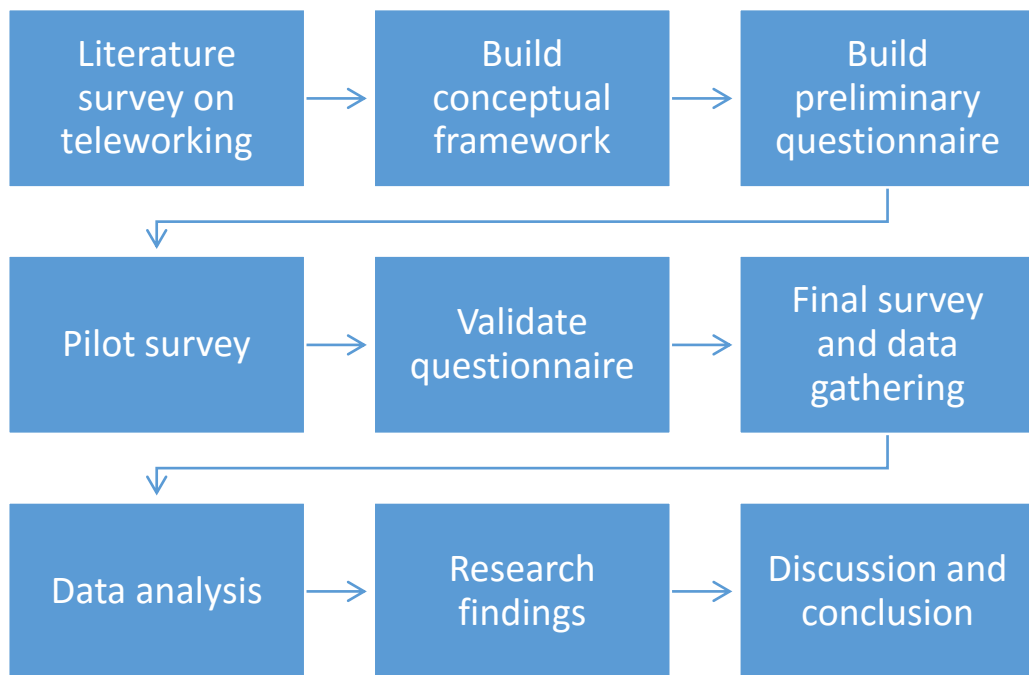 Literature
survey on
teleworking
Build
conceptual
framework
Build
preliminary
questionnaire
Pilot survey
Validate
questionnaire
Final survey
and data
gathering
Data analysis
Research
findings
Discussion and
conclusion